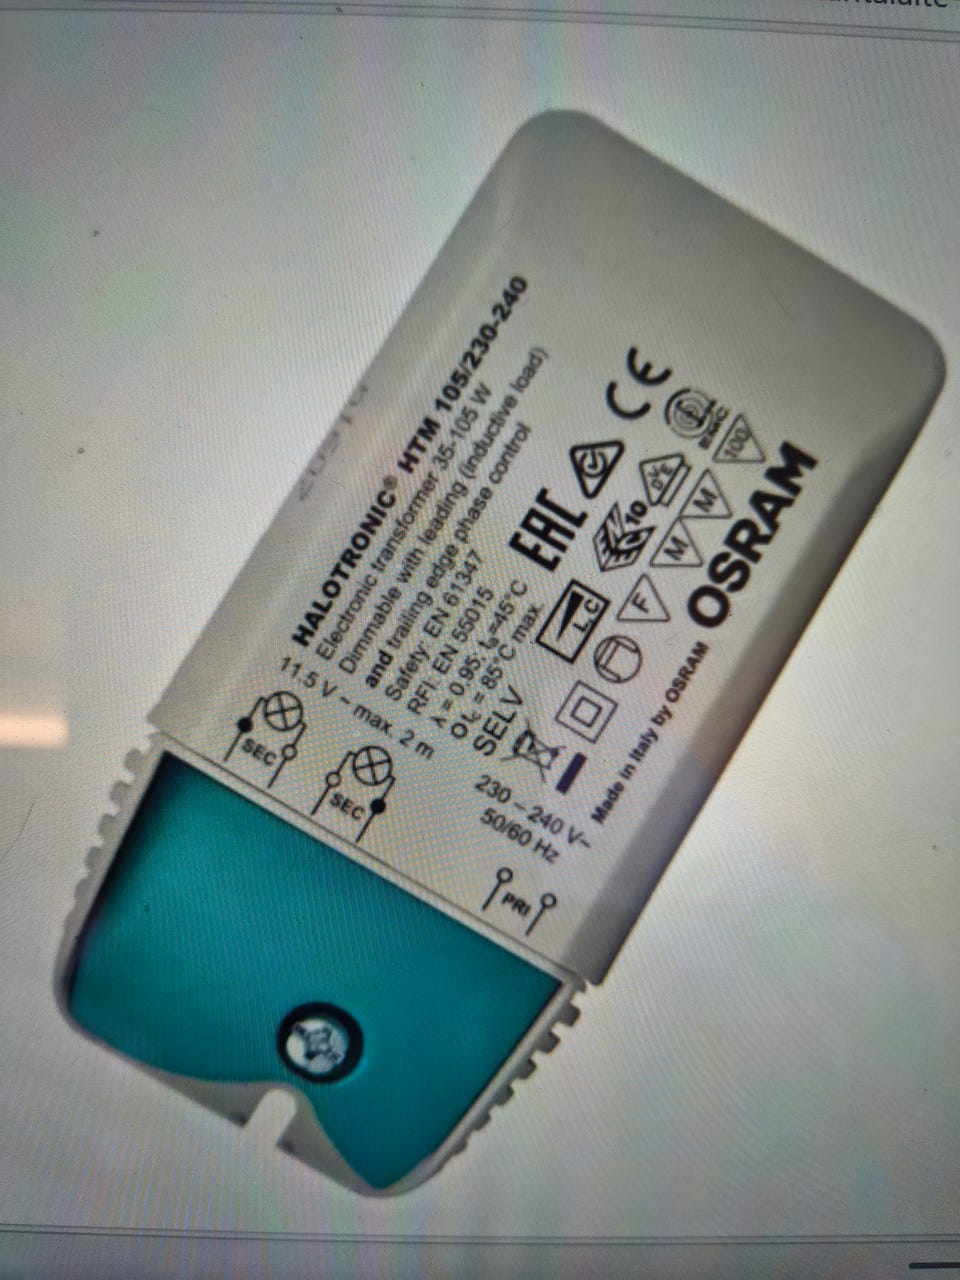 HALOTRONIC® HTM 105/230-240
Electronic transformer 35-105 W
Dimmable with leading (inductive load)
and trailing edge phase control
Safety: EN 61347
RFI: EN 55015
λ = 0.95; ta=45°C
tc = 85°C max.
SELV
11.5 V ~ max. 2 m
SEC
SEC
230 – 240 V~
50/60 Hz
PRI
CE
EAC
EMC
10
100
M
M
F
L,C
OSRAM
Made in Italy by OSRAM